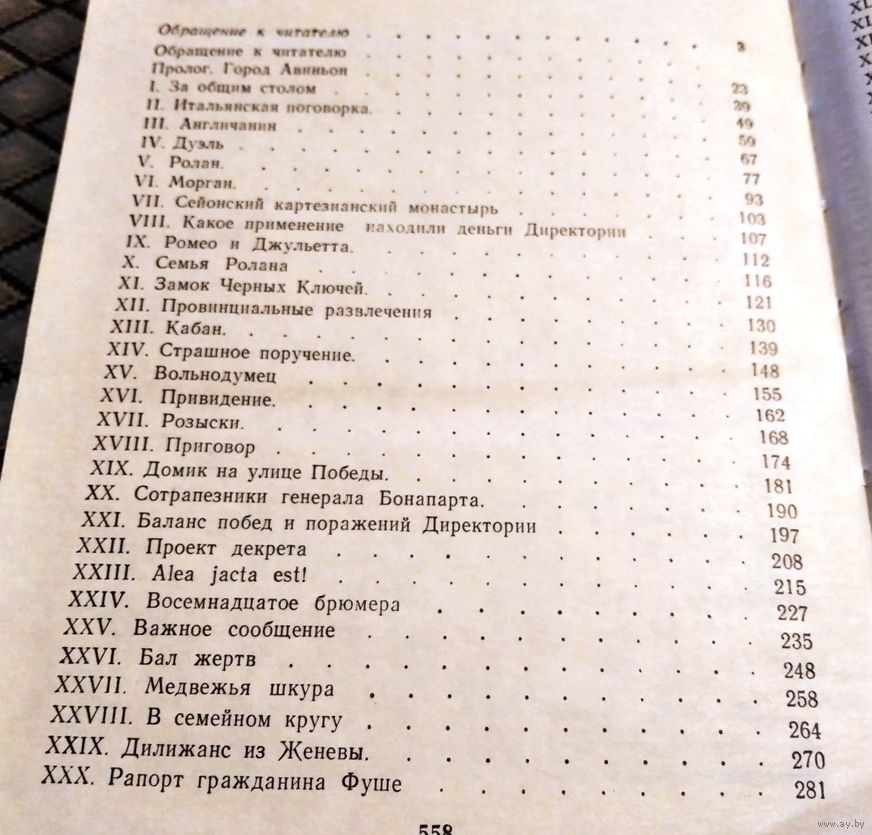 Обращение к читателю
Обращение к читателю 3
Пролог. Город Авиньон 23
I. За общим столом 39
II. Итальянская поговорка. 49
III. Англичанин 59
IV. Дуэль 67
V. Ролан. 77
VI. Морган. 93
VII. Сейонский картезианский монастырь 103
VIII. Какое применение находили деньги Директории 107
IX. Ромео и Джульетта. 112
X. Семья Ролана 116
XI. Замок Черных Ключей. 121
XII. Провинциальные развлечения 130
XIII. Кабан. 139
XIV. Страшное поручение. 148
XV. Вольнодумец 155
XVI. Привидение. 162
XVII. Розыски. 168
XVIII. Приговор 174
XIX. Домик на улице Победы. 181
XX. Сотрапезники генерала Бонапарта. 190
XXI. Баланс побед и поражений Директории 197
XXII. Проект декрета 208
XXIII. Alea jacta est! 215
XXIV. Восемнадцатое брюмера 227
XXV. Важное сообщение 235
XXVI. Бал жертв 248
XXVII. Медвежья шкура 258
XXVIII. В семейном кругу 264
XXIX. Дилижанс из Женевы. 270
XXX. Рапорт гражданина Фуше 281
558
www.ay.by